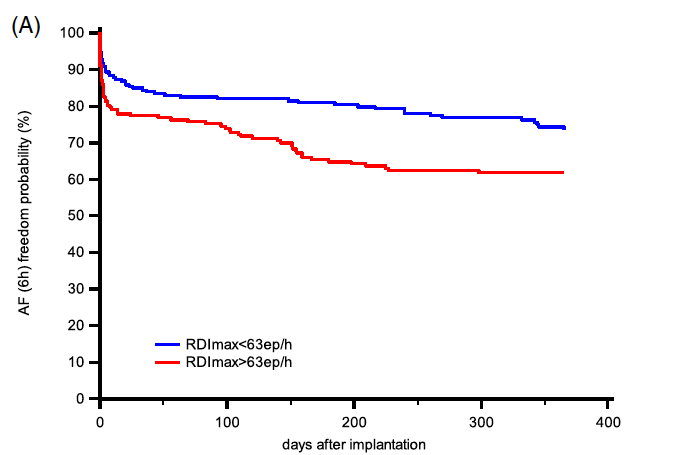 (A)
AF (6h) freedom probability (%)
100
90
80
70
60
50
40
30
20
10
0
RDImax<63ep/h
RDImax>63ep/h
0 100 200 300 400
days after implantation